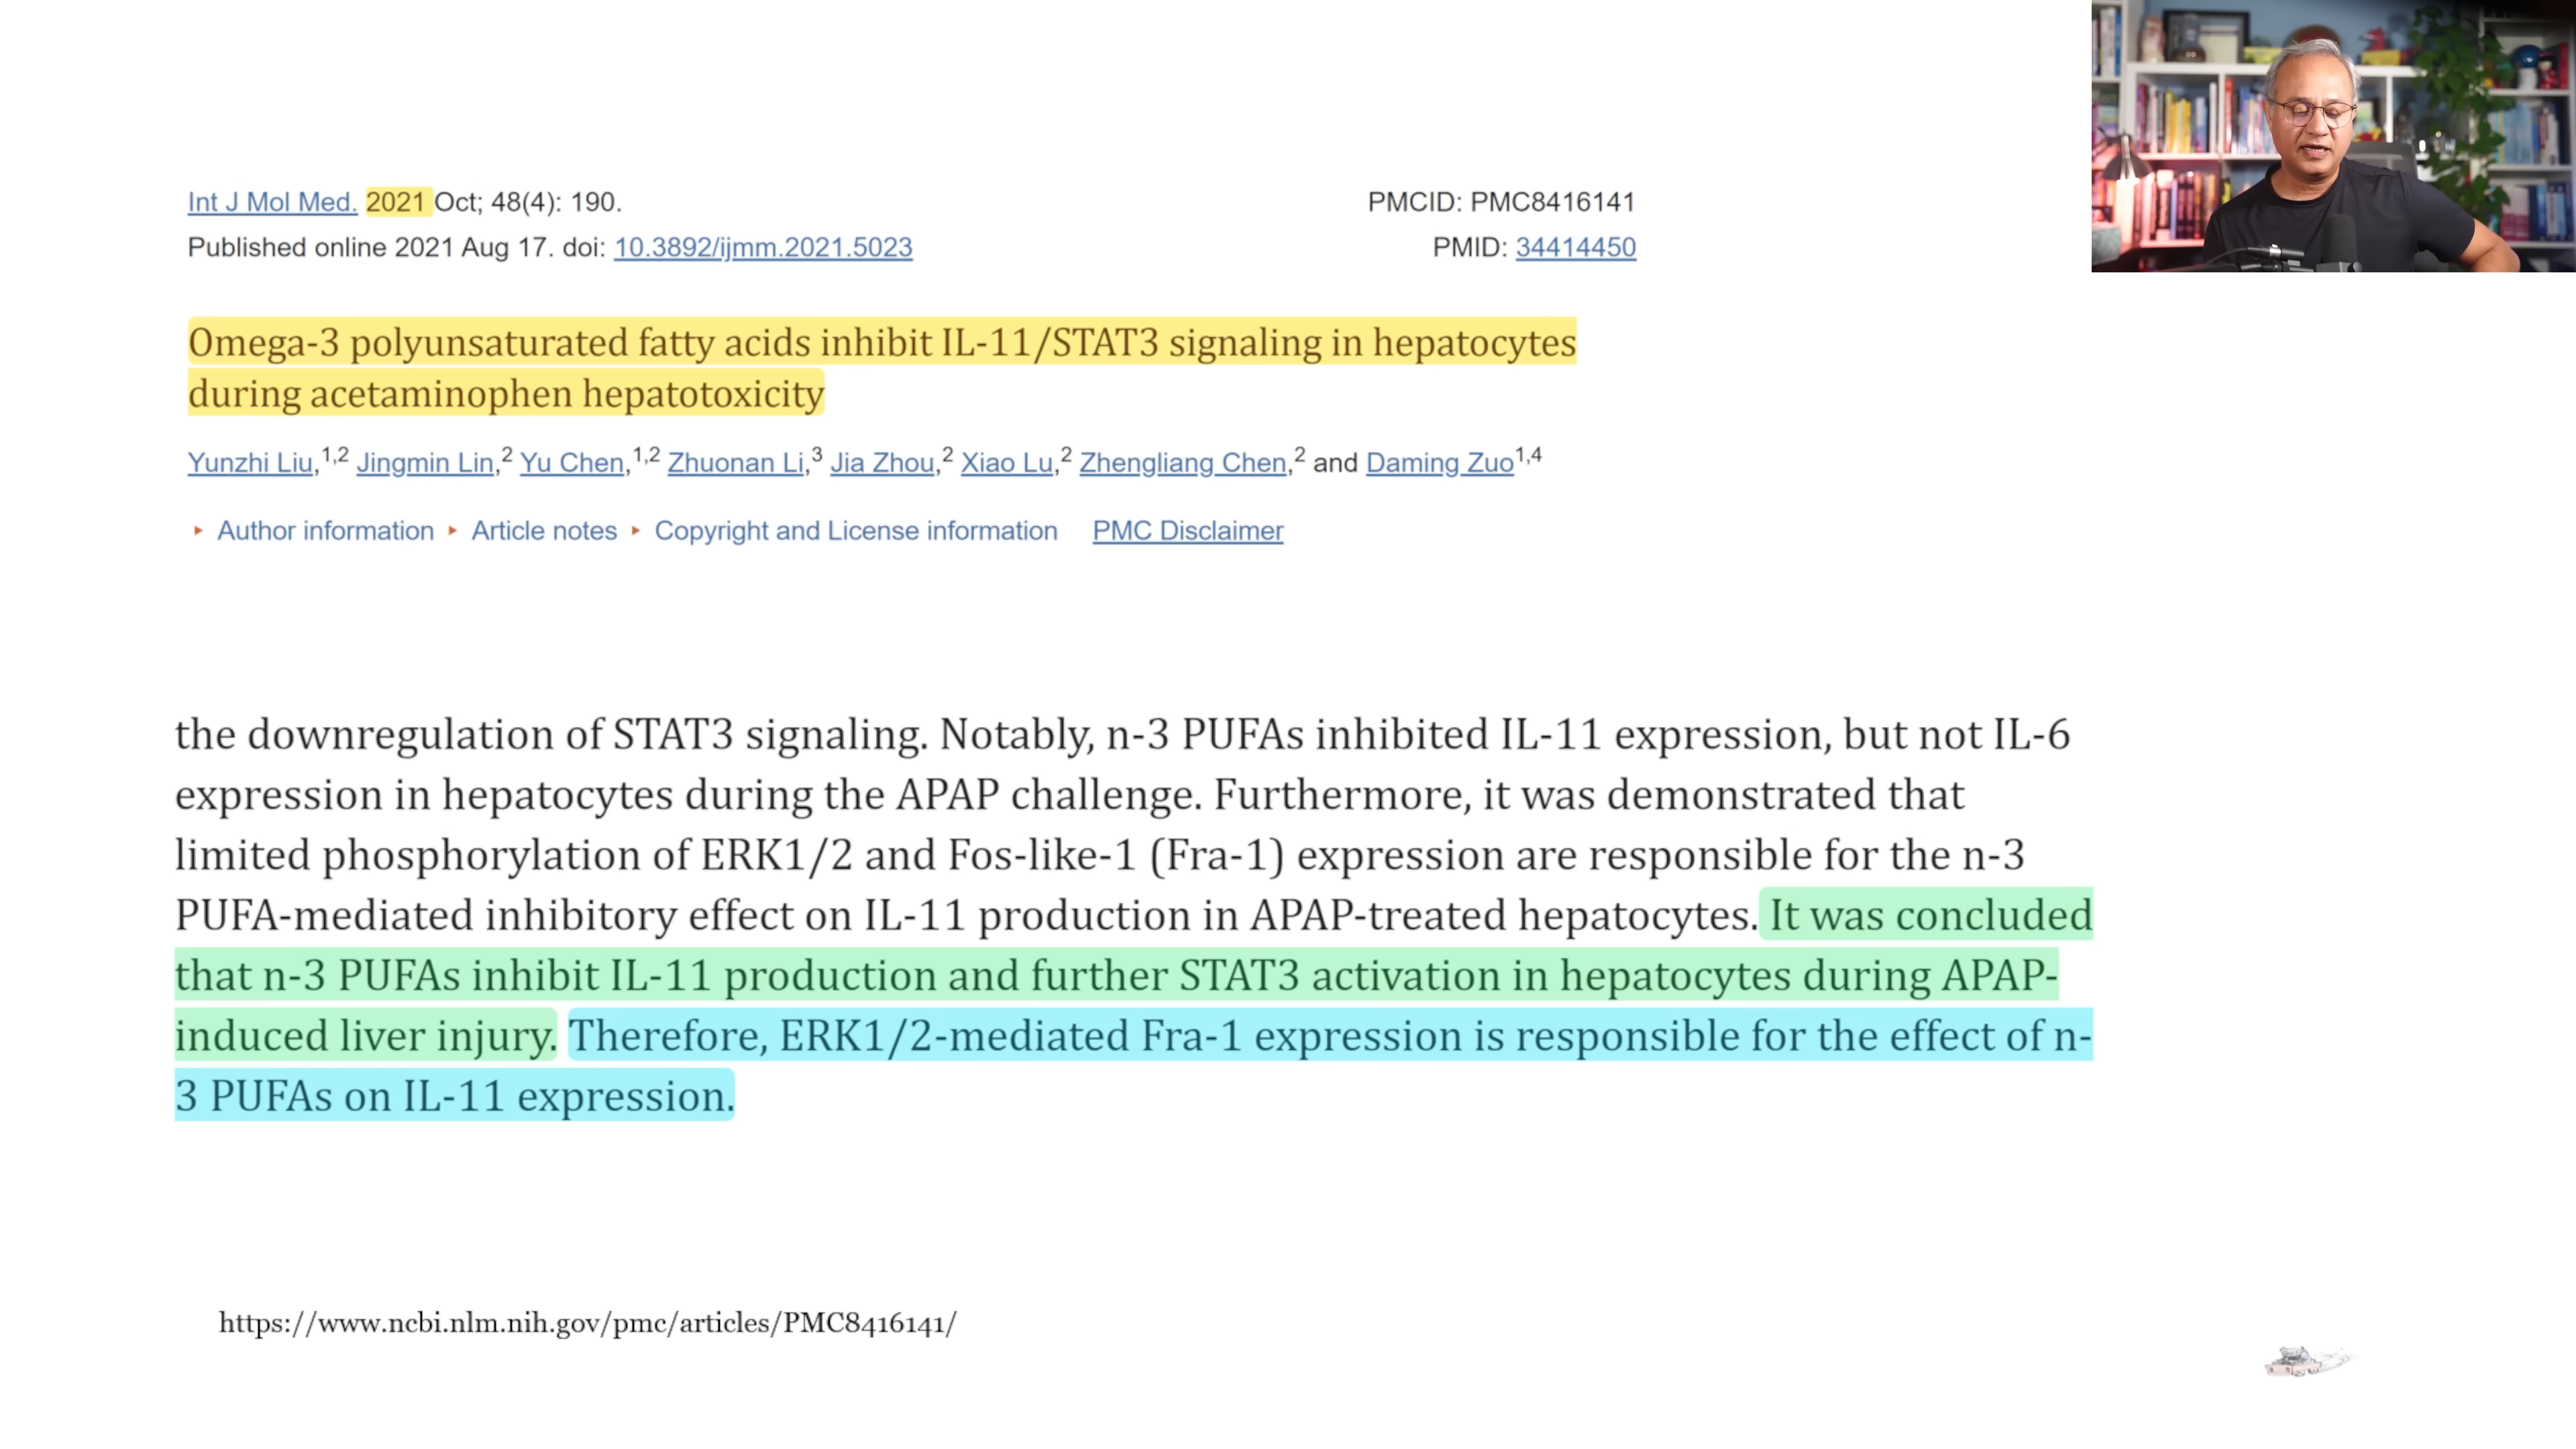 Int J Mol Med. 2021 Oct; 48(4): 190.
PMCID: PMC8416141
Published online 2021 Aug 17. doi: 10.3892/ijmm.2021.5023
PMID: 34414450
Omega-3 polyunsaturated fatty acids inhibit IL-11/STAT3 signaling in hepatocytes
during acetaminophen hepatotoxicity
Yunzhi Liu,1,2 Jingmin Lin,2 Yu Chen,1,2 Zhuonan Li,3 Jia Zhou,2 Xiao Lu,2 Zhengliang Chen,2 and Daming Zuo1,4
▸ Author information ▸ Article notes ▸ Copyright and License information PMC Disclaimer
the downregulation of STAT3 signaling. Notably, n-3 PUFAs inhibited IL-11 expression, but not IL-6
expression in hepatocytes during the APAP challenge. Furthermore, it was demonstrated that
limited phosphorylation of ERK1/2 and Fos-like-1 (Fra-1) expression are responsible for the n-3
PUFA-mediated inhibitory effect on IL-11 production in APAP-treated hepatocytes. It was concluded
that n-3 PUFAs inhibit IL-11 production and further STAT3 activation in hepatocytes during APAP-
induced liver injury. Therefore, ERK1/2-mediated Fra-1 expression is responsible for the effect of n-
3 PUFAs on IL-11 expression.
https://www.ncbi.nlm.nih.gov/pmc/articles/PMC8416141/